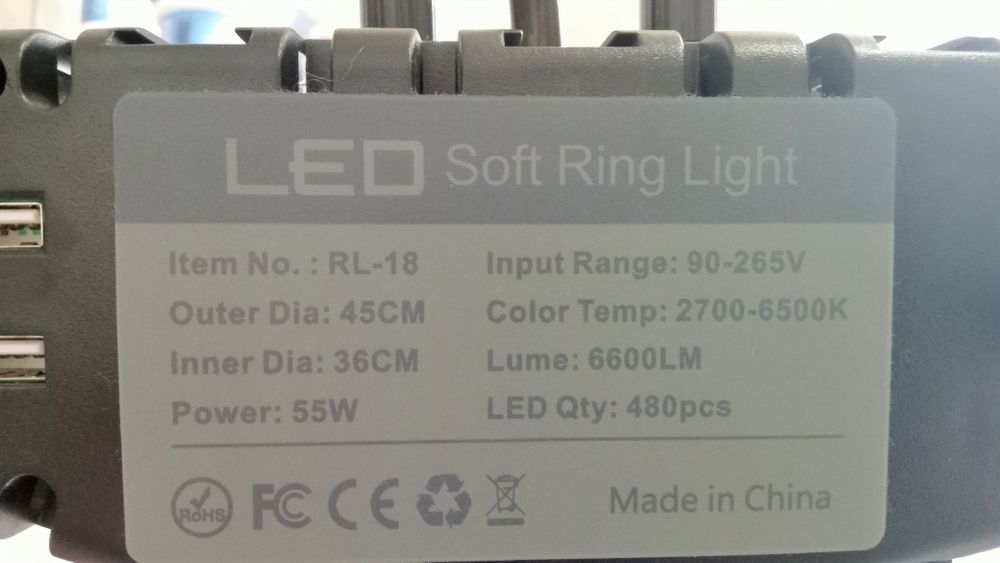 LED Soft Ring Light
Item No. : RL-18
Outer Dia: 45CM
Inner Dia: 36CM
Power: 55W
Input Range: 90-265V
Color Temp: 2700-6500K
Lume: 6600LM
LED Qty: 480pcs
RoHS FC CE
Made in China